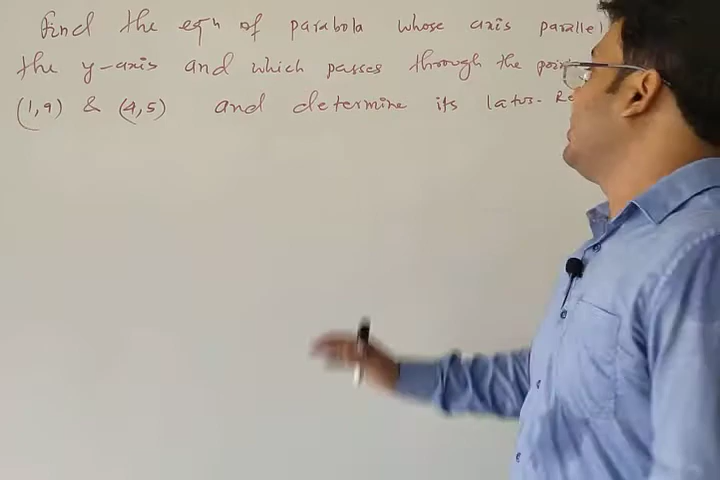 Find the eqn of parabola whose axis parallel
the y-axis and which passes through the
(1,9) & (4,5) and determine its latus-Re